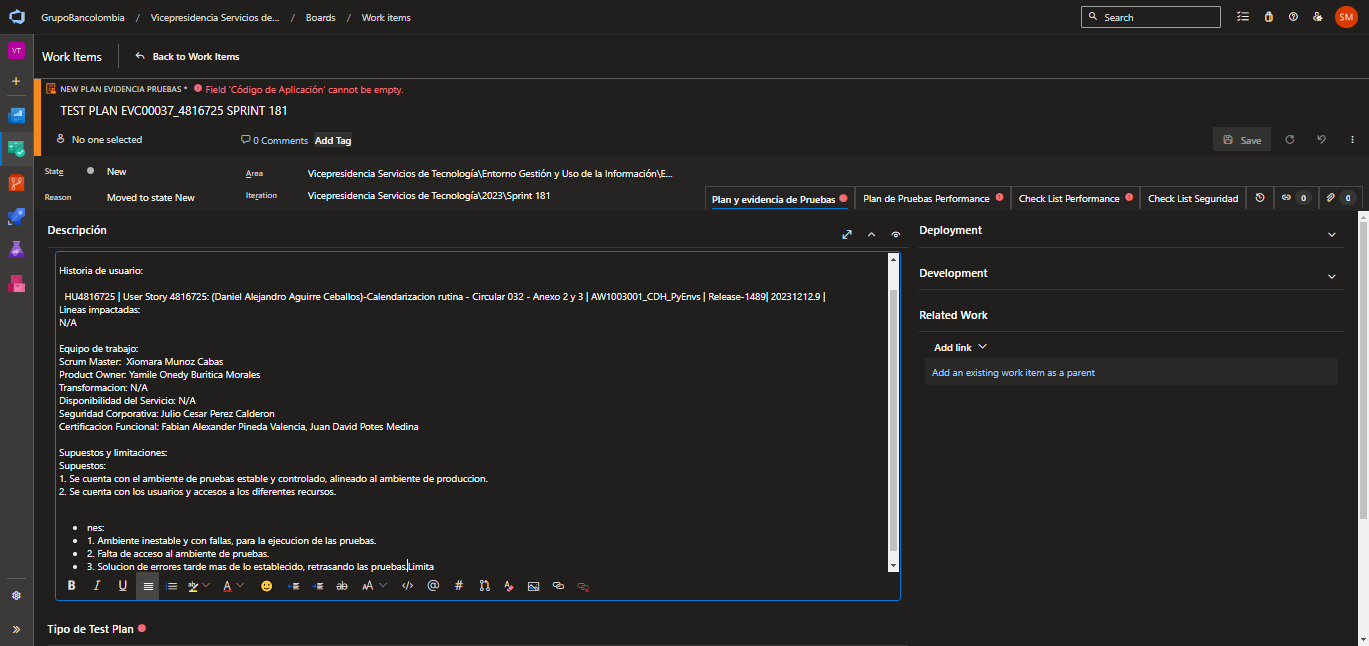 GrupoBancolombia / Vicepresidencia Servicios de... / Boards / Work items
Search
SM
VT
Work Items
Back to Work Items
NEW PLAN EVIDENCIA PRUEBAS * Field 'Código de Aplicación' cannot be empty.
TEST PLAN EVC00037_4816725 SPRINT 181
No one selected
0 Comments
Add Tag
Save
State
New
Area
Vicepresidencia Servicios de Tecnología\Entorno Gestión y Uso de la Información\E...
Reason
Moved to state New
Iteration
Vicepresidencia Servicios de Tecnología\2023\Sprint 181
Plan y evidencia de Pruebas
Plan de Pruebas Performance
Check List Performance
Check List Seguridad
0
0
Descripción
Historia de usuario:
HU4816725 | User Story 4816725: (Daniel Alejandro Aguirre Ceballos)-Calendarizacion rutina - Circular 032 - Anexo 2 y 3 | AW1003001_CDH_PyEnvs | Release-1489| 20231212.9 |
Lineas impactadas:
N/A
Equipo de trabajo:
Scrum Master:  Xiomara Munoz Cabas
Product Owner: Yamile Onedy Buritica Morales
Transformacion: N/A
Disponibilidad del Servicio: N/A
Seguridad Corporativa: Julio Cesar Perez Calderon
Certificacion Funcional: Fabian Alexander Pineda Valencia, Juan David Potes Medina
Supuestos y limitaciones:
Supuestos:
1. Se cuenta con el ambiente de pruebas estable y controlado, alineado al ambiente de produccion.
2. Se cuenta con los usuarios y accesos a los diferentes recursos.
• nes:
• 1. Ambiente inestable y con fallas, para la ejecucion de las pruebas.
• 2. Falta de acceso al ambiente de pruebas.
• 3. Solucion de errores tarde mas de lo establecido, retrasando las pruebas.Limita
Tipo de Test Plan
Deployment
Development
Related Work
Add link
Add an existing work item as a parent